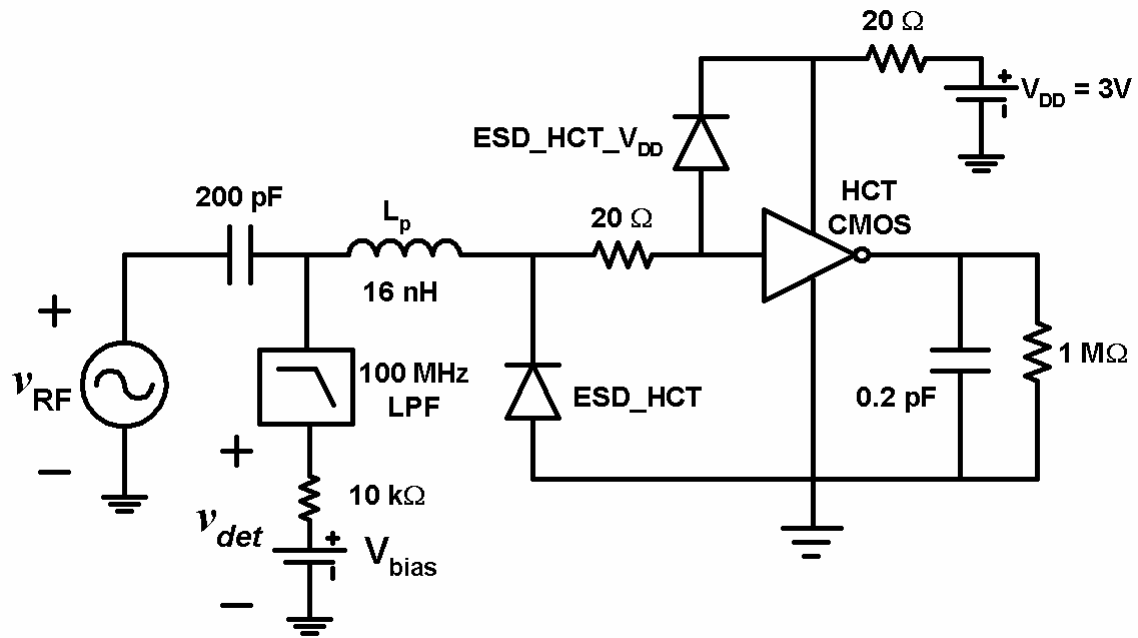 20 Ω
+
V_DD = 3V
ESD_HCT_V_DD
HCT
CMOS
200 pF
L_p
20 Ω
16 nH
+
v_RF
100 MHz
LPF
ESD_HCT
0.2 pF
1 MΩ
+
10 kΩ
v_det
+
V_bias